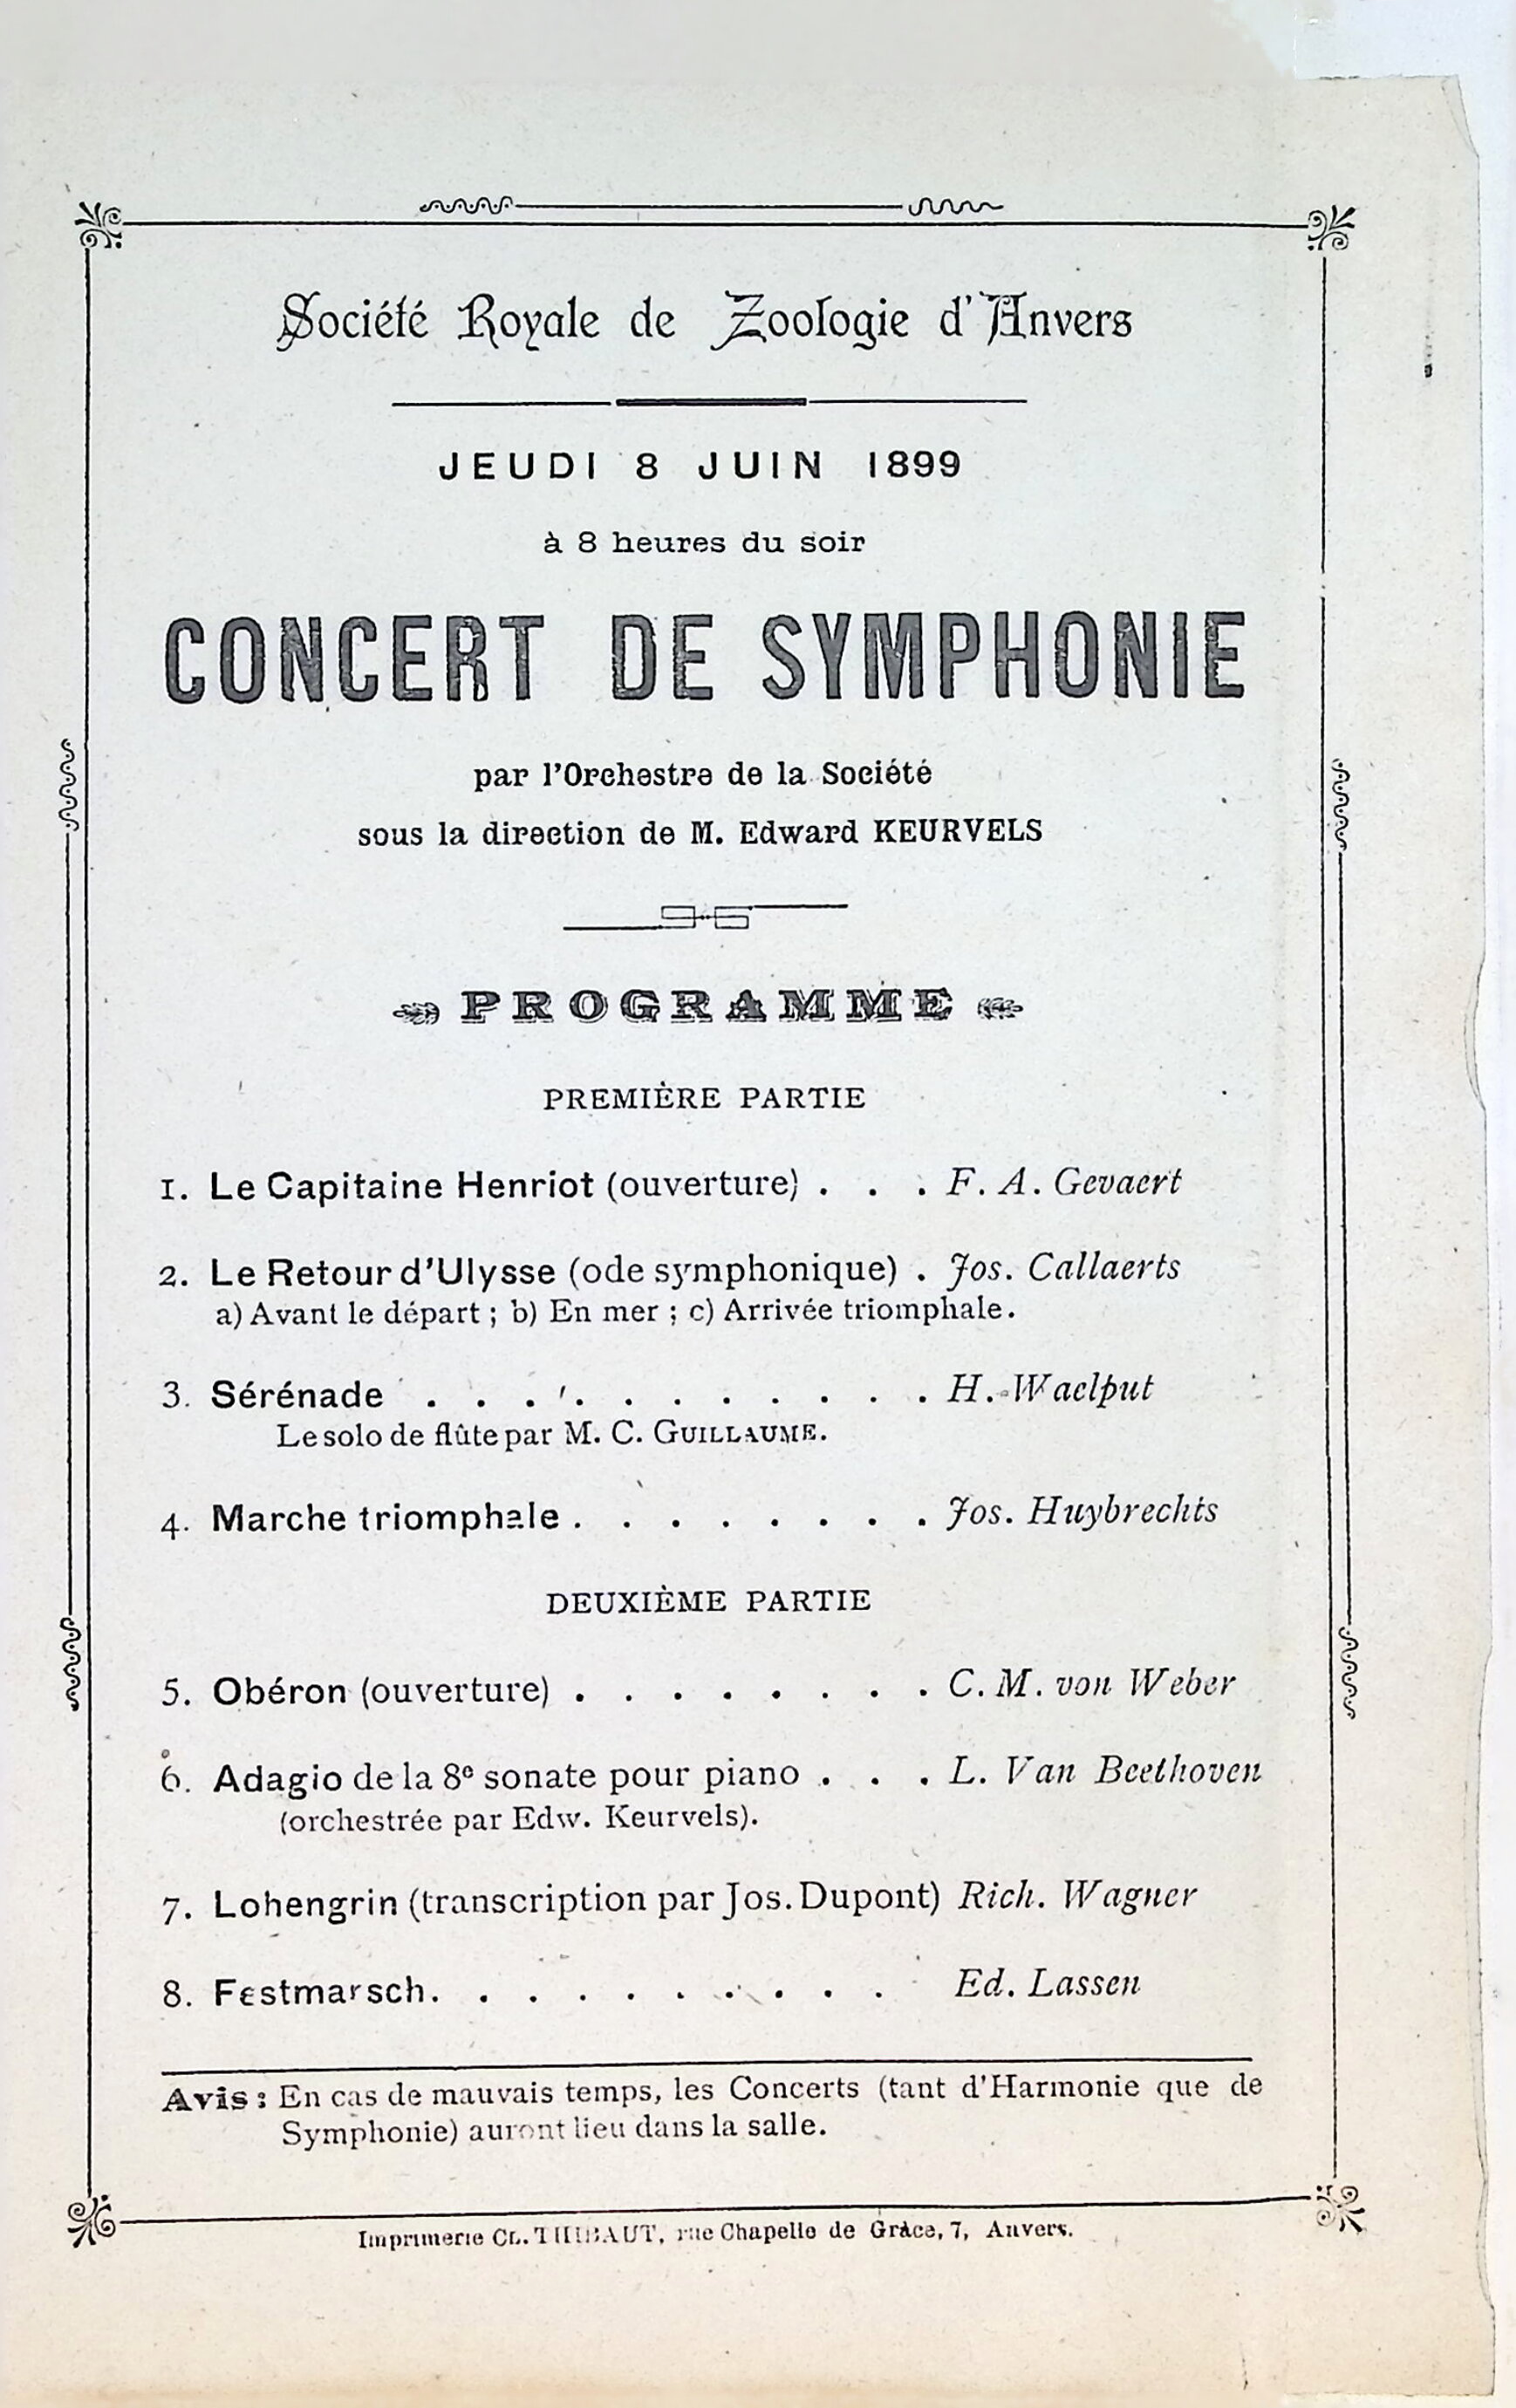 Société Royale de Zoologie d'Anvers
JEUDI 8 JUIN 1899
à 8 heures du soir
CONCERT DE SYMPHONIE
par l'Orchestre de la Société
sous la direction de M. Edward KEURVELS
PROGRAMME
PREMIÈRE PARTIE
1. Le Capitaine Henriot (ouverture) . . . F. A. Gevaert
2. Le Retour d'Ulysse (ode symphonique) . Jos. Callaerts
a) Avant le départ ; b) En mer ; c) Arrivée triomphale.
3. Sérénade . . . . . . . . . . . H. Waelput
Le solo de flûte par M. C. GUILLAUME.
4. Marche triomphale . . . . . . . . Jos. Huybrechts
DEUXIÈME PARTIE
5. Obéron (ouverture) . . . . . . . . C. M. von Weber
6. Adagio de la 8e sonate pour piano . . . L. Van Beethoven
(orchestrée par Edw. Keurvels).
7. Lohengrin (transcription par Jos. Dupont) Rich. Wagner
8. Festmarsch. . . . . . . . . . Ed. Lassen
Avis : En cas de mauvais temps, les Concerts (tant d'Harmonie que de
Symphonie) auront lieu dans la salle.
Imprimerie CL. THIBAUT, rue Chapelle de Grâce, 7, Anvers.